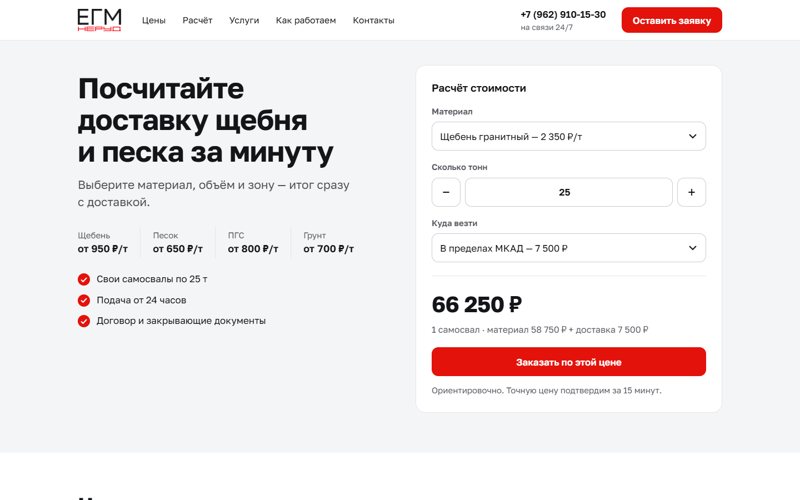 ЕГМ
НЕРУД
Цены
Расчёт
Услуги
Как работаем
Контакты
+7 (962) 910-15-30
на связи 24/7
Оставить заявку
Посчитайте
доставку щебня
и песка за минуту
Выберите материал, объём и зону — итог сразу
с доставкой.
Щебень
от 950 ₽/т
Песок
от 650 ₽/т
ПГС
от 800 ₽/т
Грунт
от 700 ₽/т
Свои самосвалы по 25 т
Подача от 24 часов
Договор и закрывающие документы
Расчёт стоимости
Материал
Щебень гранитный — 2 350 ₽/т
Сколько тонн
− 25 +
Куда везти
В пределах МКАД — 7 500 ₽
66 250 ₽
1 самосвал · материал 58 750 ₽ + доставка 7 500 ₽
Заказать по этой цене
Ориентировочно. Точную цену подтвердим за 15 минут.